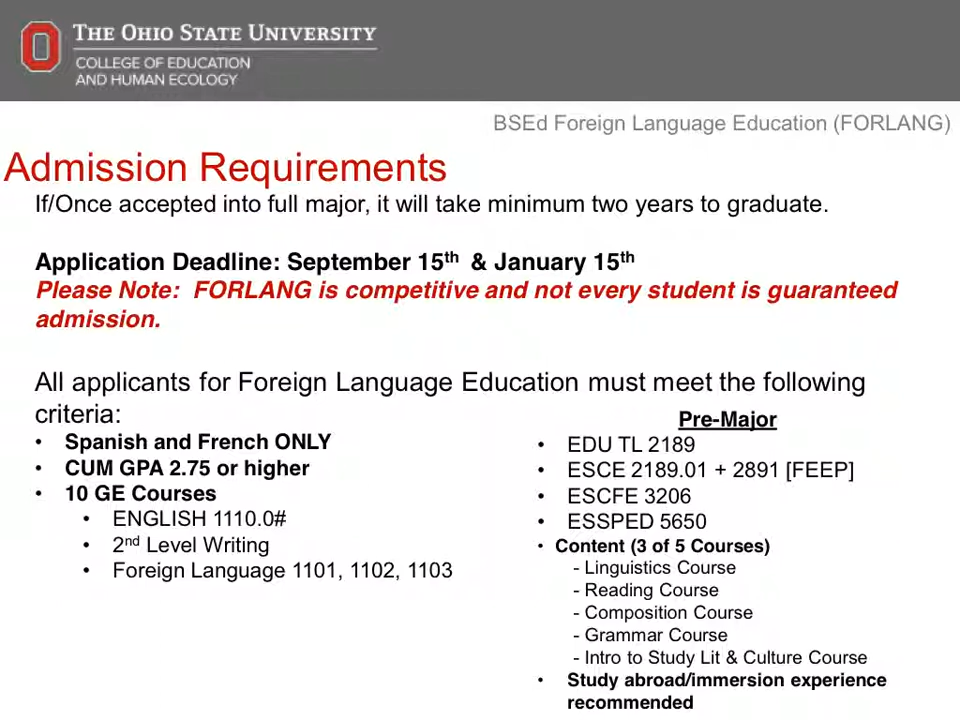 THE OHIO STATE UNIVERSITY
COLLEGE OF EDUCATION
AND HUMAN ECOLOGY
BSEd Foreign Language Education (FORLANG)
Admission Requirements
If/Once accepted into full major, it will take minimum two years to graduate.
Application Deadline: September 15th & January 15th
Please Note: FORLANG is competitive and not every student is guaranteed
admission.
All applicants for Foreign Language Education must meet the following
criteria:
• Spanish and French ONLY
• CUM GPA 2.75 or higher
• 10 GE Courses
• ENGLISH 1110.0#
• 2nd Level Writing
• Foreign Language 1101, 1102, 1103
Pre-Major
• EDU TL 2189
• ESCE 2189.01 + 2891 [FEEP]
• ESCFE 3206
• ESSPED 5650
• Content (3 of 5 Courses)
- Linguistics Course
- Reading Course
- Composition Course
- Grammar Course
- Intro to Study Lit & Culture Course
• Study abroad/immersion experience
recommended